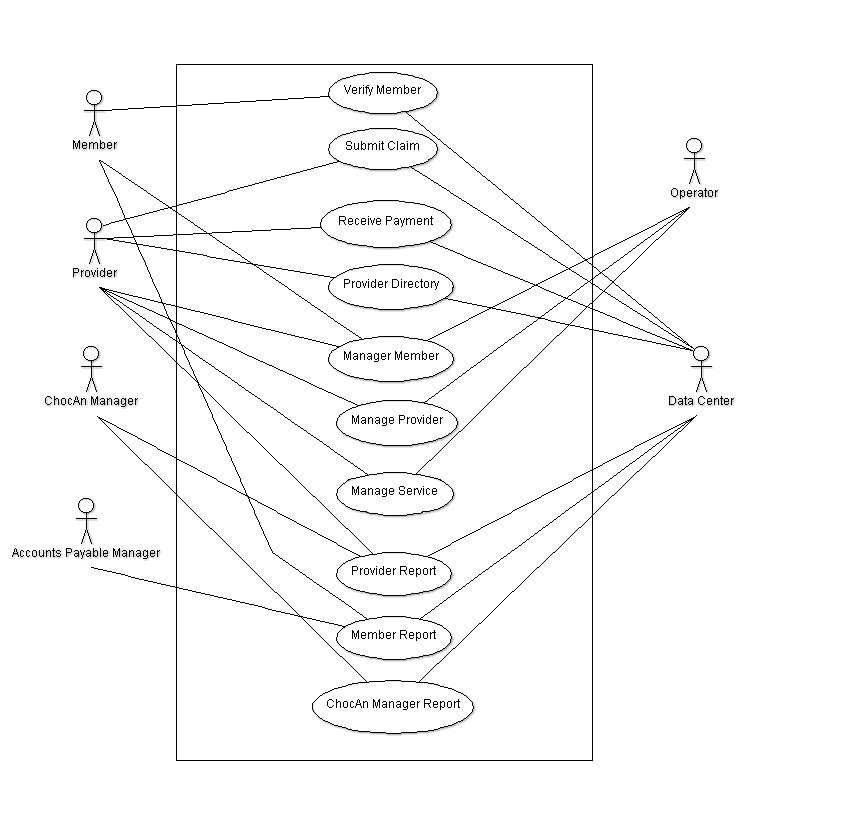 Verify Member
Member
Submit Claim
Operator
Receive Payment
Provider
Provider Directory
Manager Member
ChocAn Manager
Data Center
Manage Provider
Manage Service
Accounts Payable Manager
Provider Report
Member Report
ChocAn Manager Report